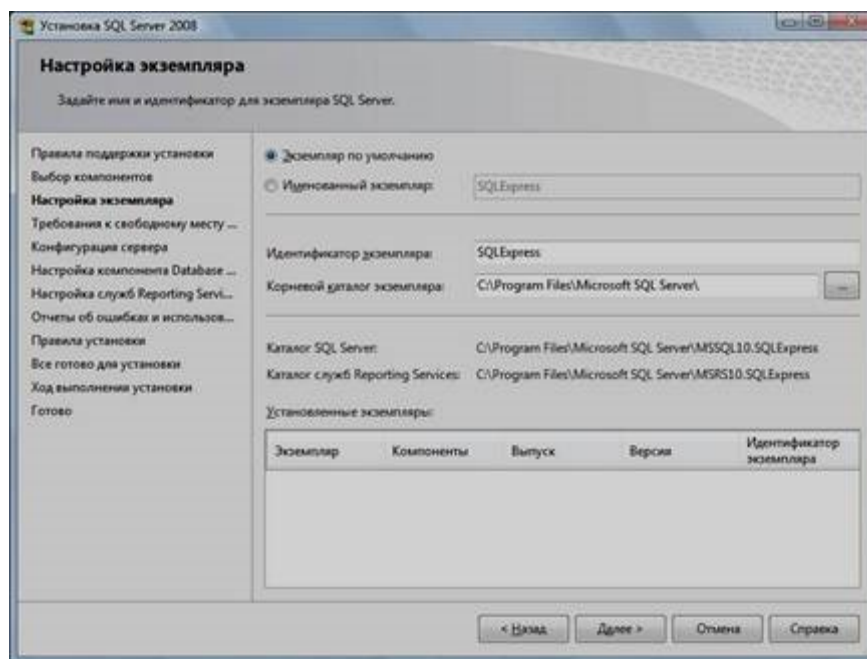 Установка SQL Server 2008
Настройка экземпляра
Задайте имя и идентификатор для экземпляра SQL Server.
Правила поддержки установки
Выбор компонентов
Настройка экземпляра
Требования к свободному месту ...
Конфигурация сервера
Настройка компонента Database ...
Настройка служб Reporting Servi...
Отчеты об ошибках и использов...
Правила установки
Все готово для установки
Ход выполнения установки
Готово
Экземпляр по умолчанию
Именованный экземпляр: SQLExpress
Идентификатор экземпляра: SQLExpress
Корневой каталог экземпляра: C:\Program Files\Microsoft SQL Server\ ...
Каталог SQL Server: C:\Program Files\Microsoft SQL Server\MSSQL10.SQLExpress
Каталог служб Reporting Services: C:\Program Files\Microsoft SQL Server\MSRS10.SQLExpress
Установленные экземпляры:
Экземпляр Компоненты Выпуск Версия Идентификатор экземпляра
< Назад Далее > Отмена Справка